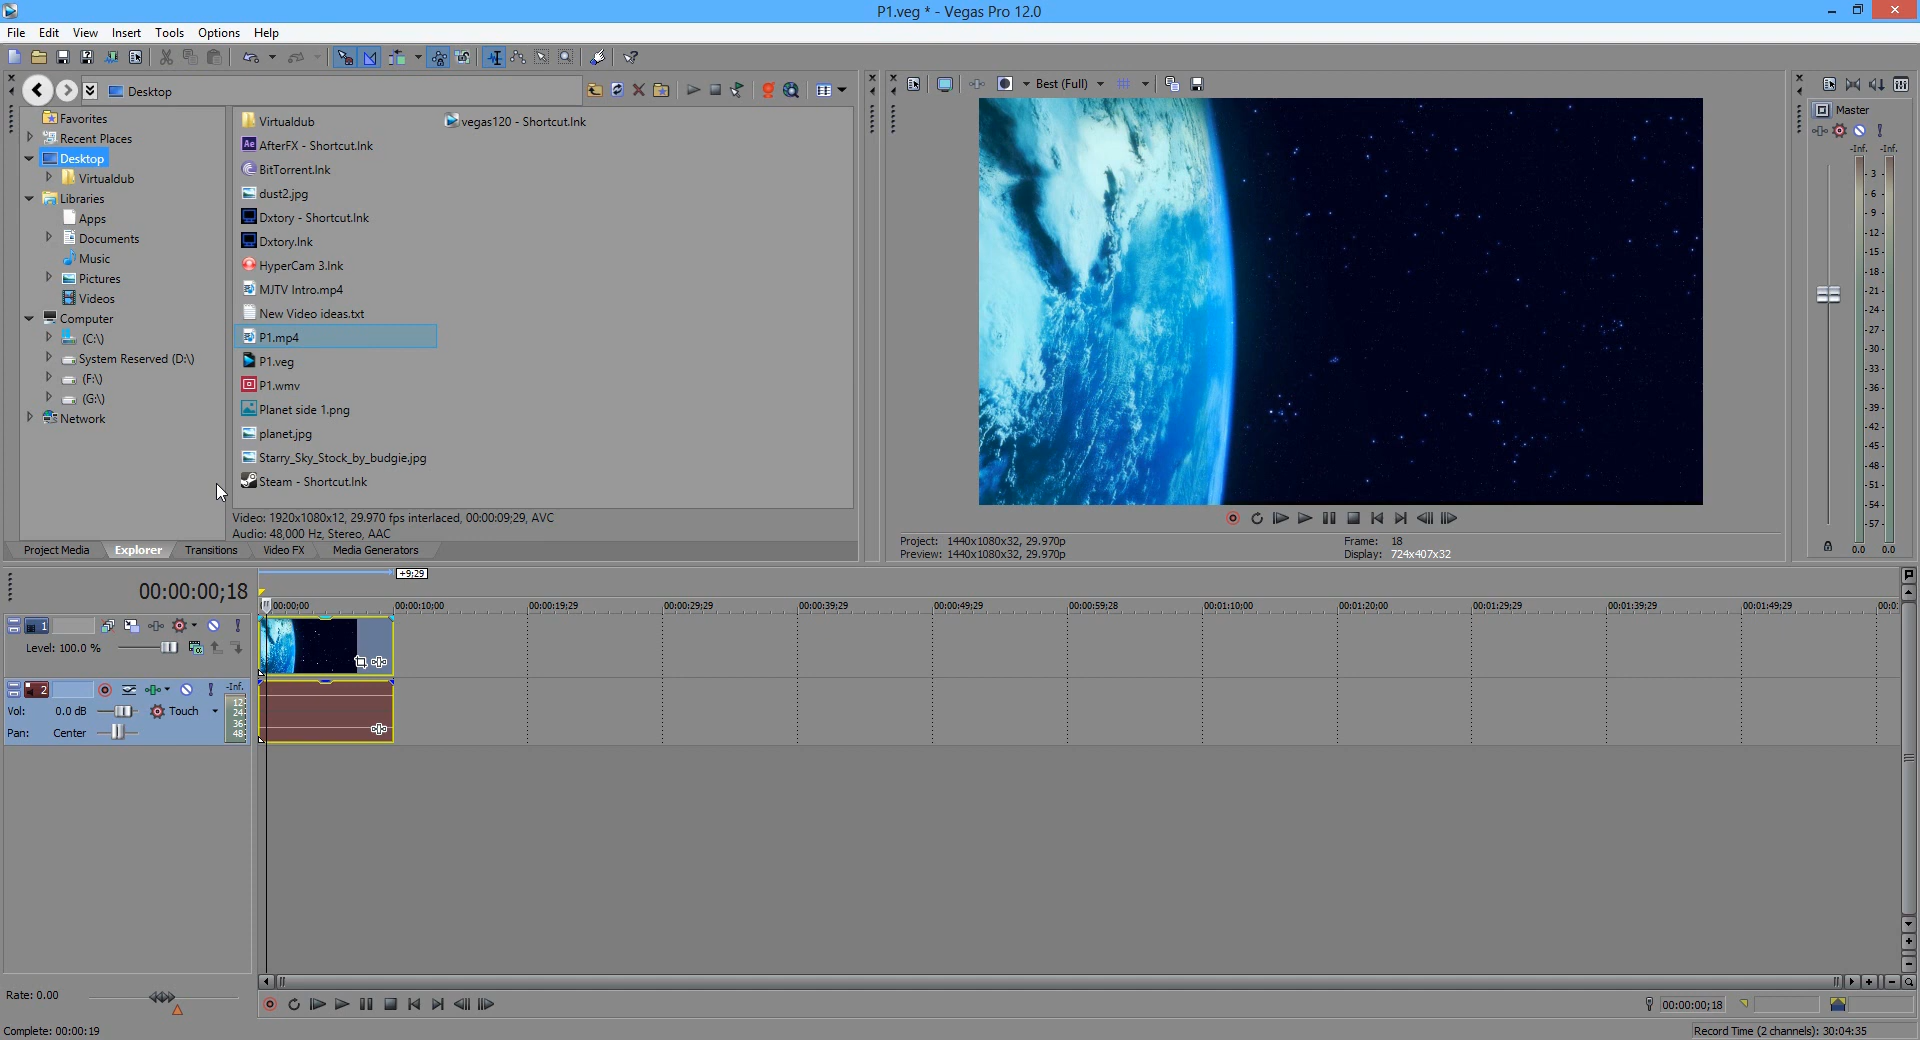 P1.veg * - Vegas Pro 12.0
File Edit View Insert Tools Options Help
Desktop
Best (Full)
Favorites
Recent Places
Desktop
Virtualdub
Libraries
Apps
Documents
Music
Pictures
Videos
Computer
(C:\)
System Reserved (D:\)
(F:\)
(G:\)
Network
Virtualdub
AfterFX - Shortcut.lnk
BitTorrent.lnk
dust2.jpg
Dxtory - Shortcut.lnk
Dxtory.lnk
HyperCam 3.lnk
MJTV Intro.mp4
New Video ideas.txt
P1.mp4
P1.veg
P1.wmv
Planet side 1.png
planet.jpg
Starry_Sky_Stock_by_budgie.jpg
Steam - Shortcut.lnk
vegas120 - Shortcut.lnk
Video: 1920x1080x12, 29.970 fps interlaced, 00:00:09;29, AVC
Audio: 48,000 Hz, Stereo, AAC
Project Media Explorer Transitions Video FX Media Generators
Project: 1440x1080x32, 29.970p
Preview: 1440x1080x32, 29.970p
Frame: 18
Display: 724x407x32
Master
-Inf. -Inf.
- 3 -
- 6 -
- 9 -
-12-
-15-
-18-
-21-
-24-
-27-
-30-
-33-
-36-
-39-
-42-
-45-
-48-
-51-
-54-
-57-
0.0 0.0
00:00:00;18
+9;29
00:00:00 00:00:10;00 00:00:19;29 00:00:29;29 00:00:39;29 00:00:49;29 00:00:59;28 00:01:10;00 00:01:20;00 00:01:29;29 00:01:39;29 00:01:49;29 00:0
1
Level: 100.0 %
2
-Inf.
Vol: 0.0 dB Touch
Pan: Center
12
24
36
48
Rate: 0.00
00:00:00;18
Complete: 00:00:19
Record Time (2 channels): 30:04:35